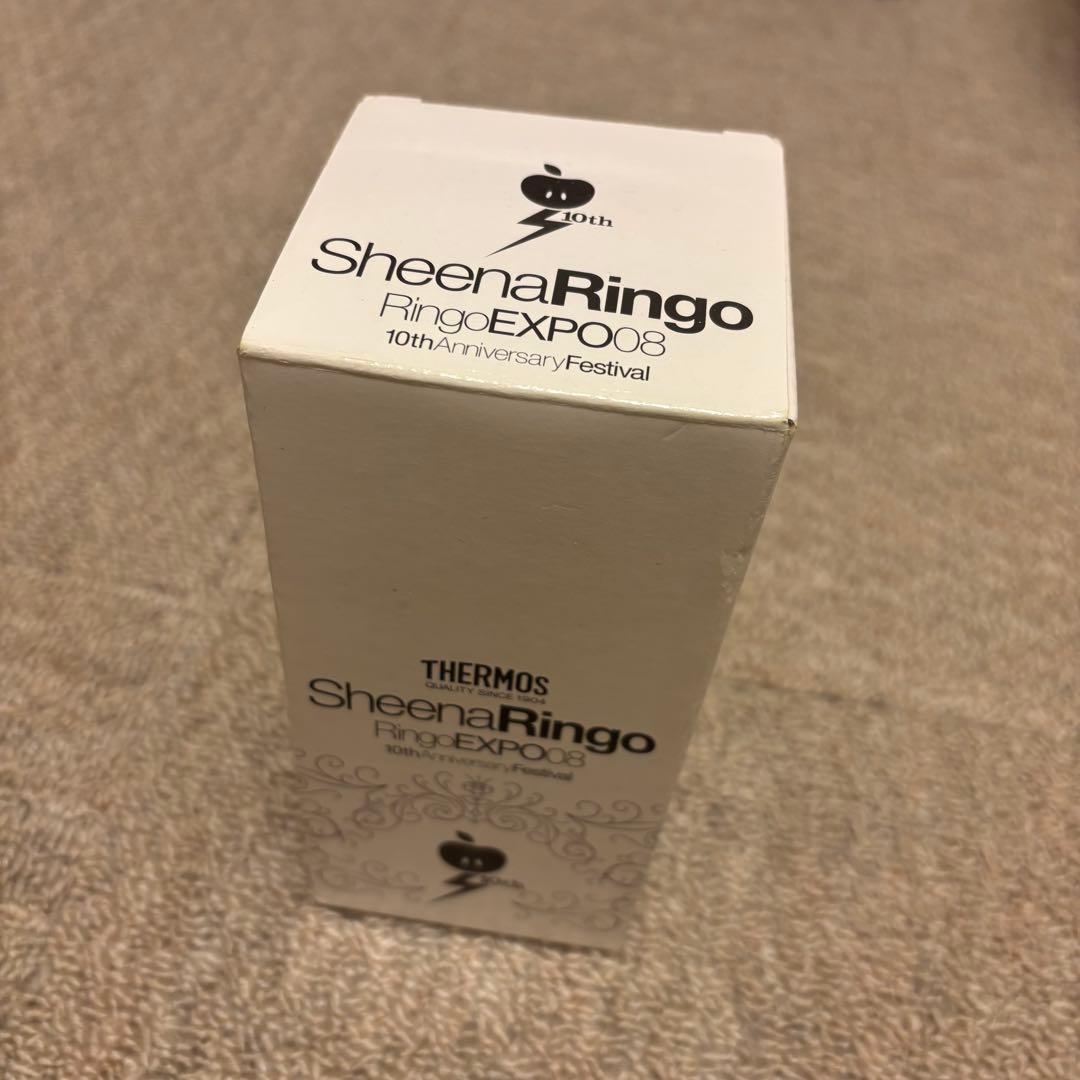 10th
SheenaRingo
RingoEXPO08
10thAnniversaryFestival
THERMOS
QUALITY SINCE 1904
SheenaRingo
RingoEXPO08
10thAnniversaryFestival